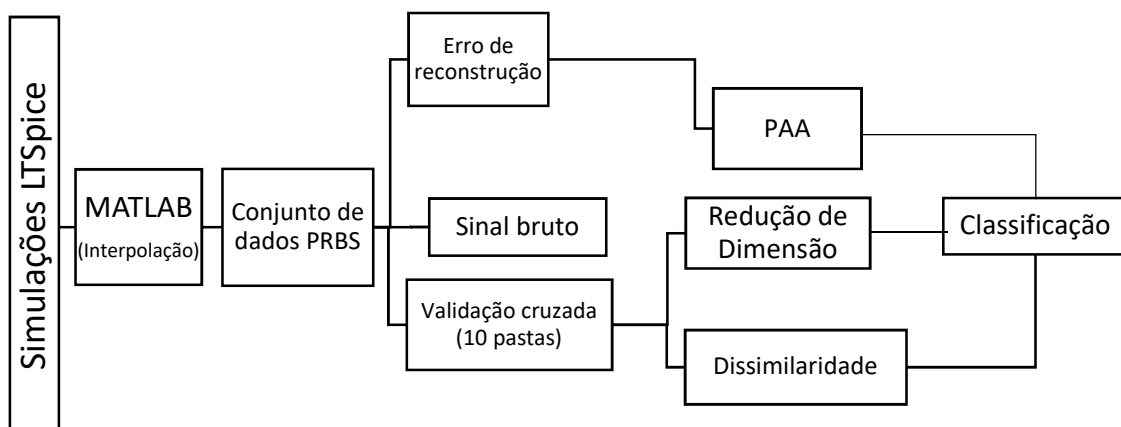 Simulações LTSpice
MATLAB
(Interpolação)
Conjunto de
dados PRBS
Erro de
reconstrução
Sinal bruto
Validação cruzada
(10 pastas)
PAA
Redução de
Dimensão
Dissimilaridade
Classificação